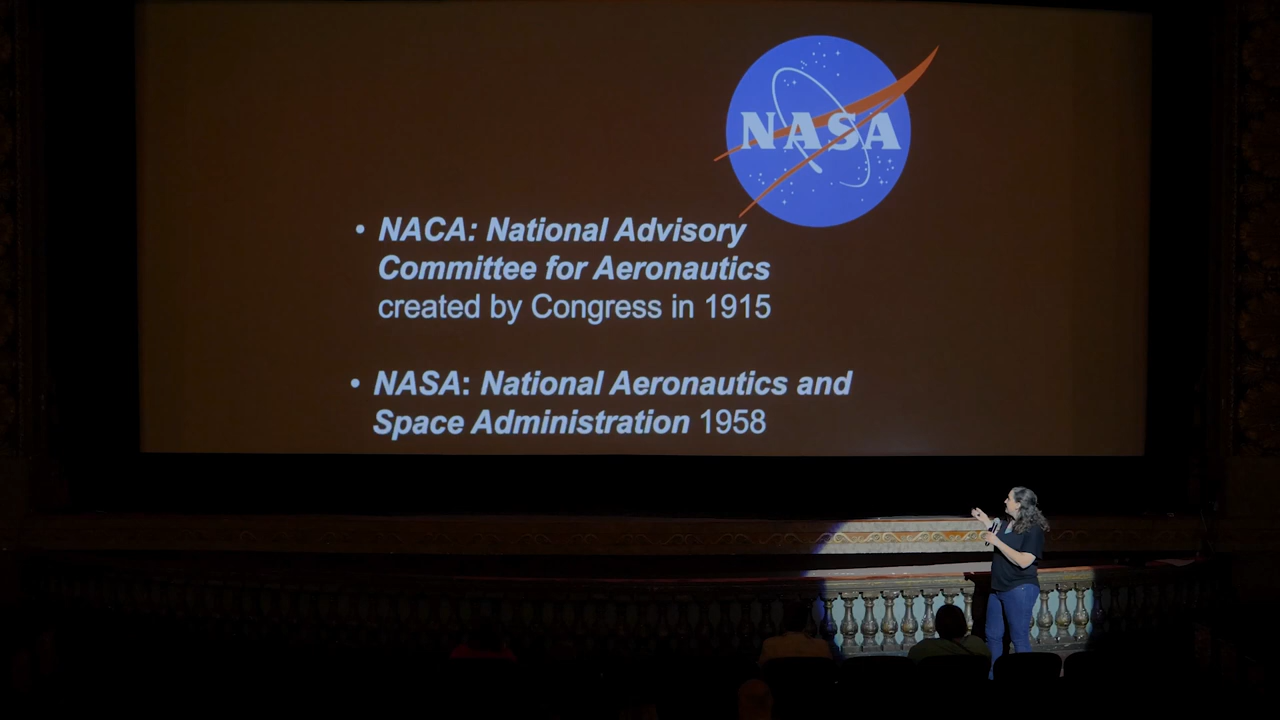 NASA
• NACA: National Advisory
Committee for Aeronautics
created by Congress in 1915
• NASA: National Aeronautics and
Space Administration 1958